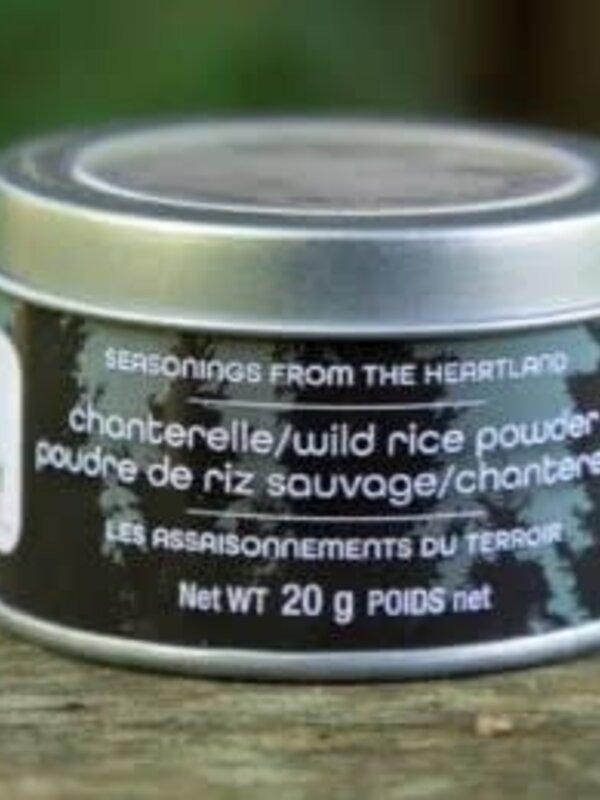 SEASONINGS FROM THE HEARTLAND
chanterelle/wild rice powder
poudre de riz sauvage/chantere
LES ASSAISONNEMENTS DU TERROIR
Net WT 20 g POIDS net